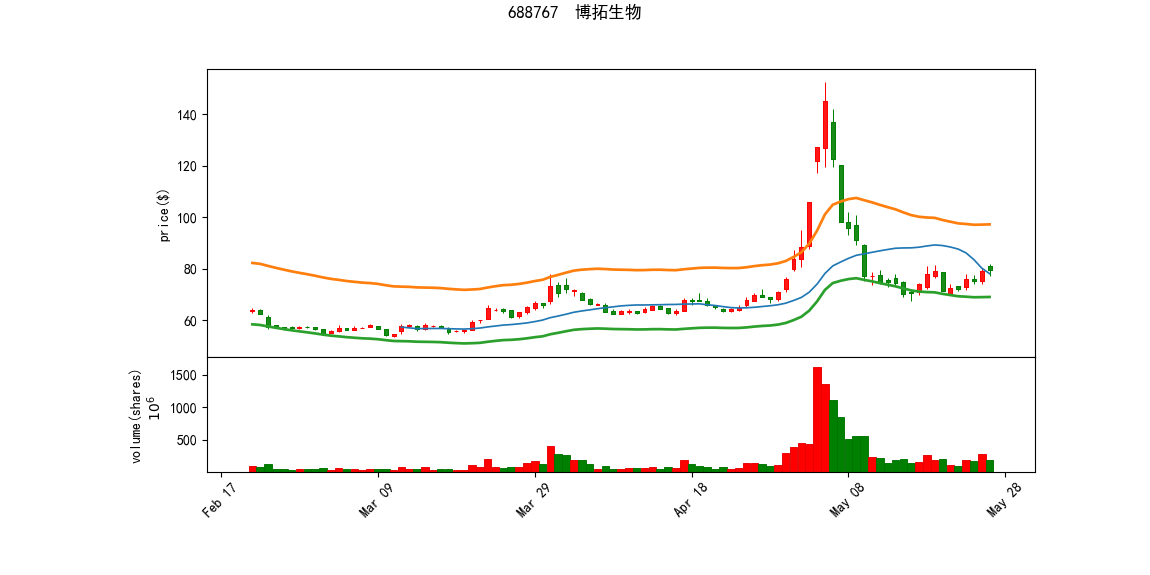 688767  博拓生物
price($)
140
120
100
80
60
volume(shares)
10^6
1500
1000
500
Feb 17
Mar 09
Mar 29
Apr 18
May 08
May 28